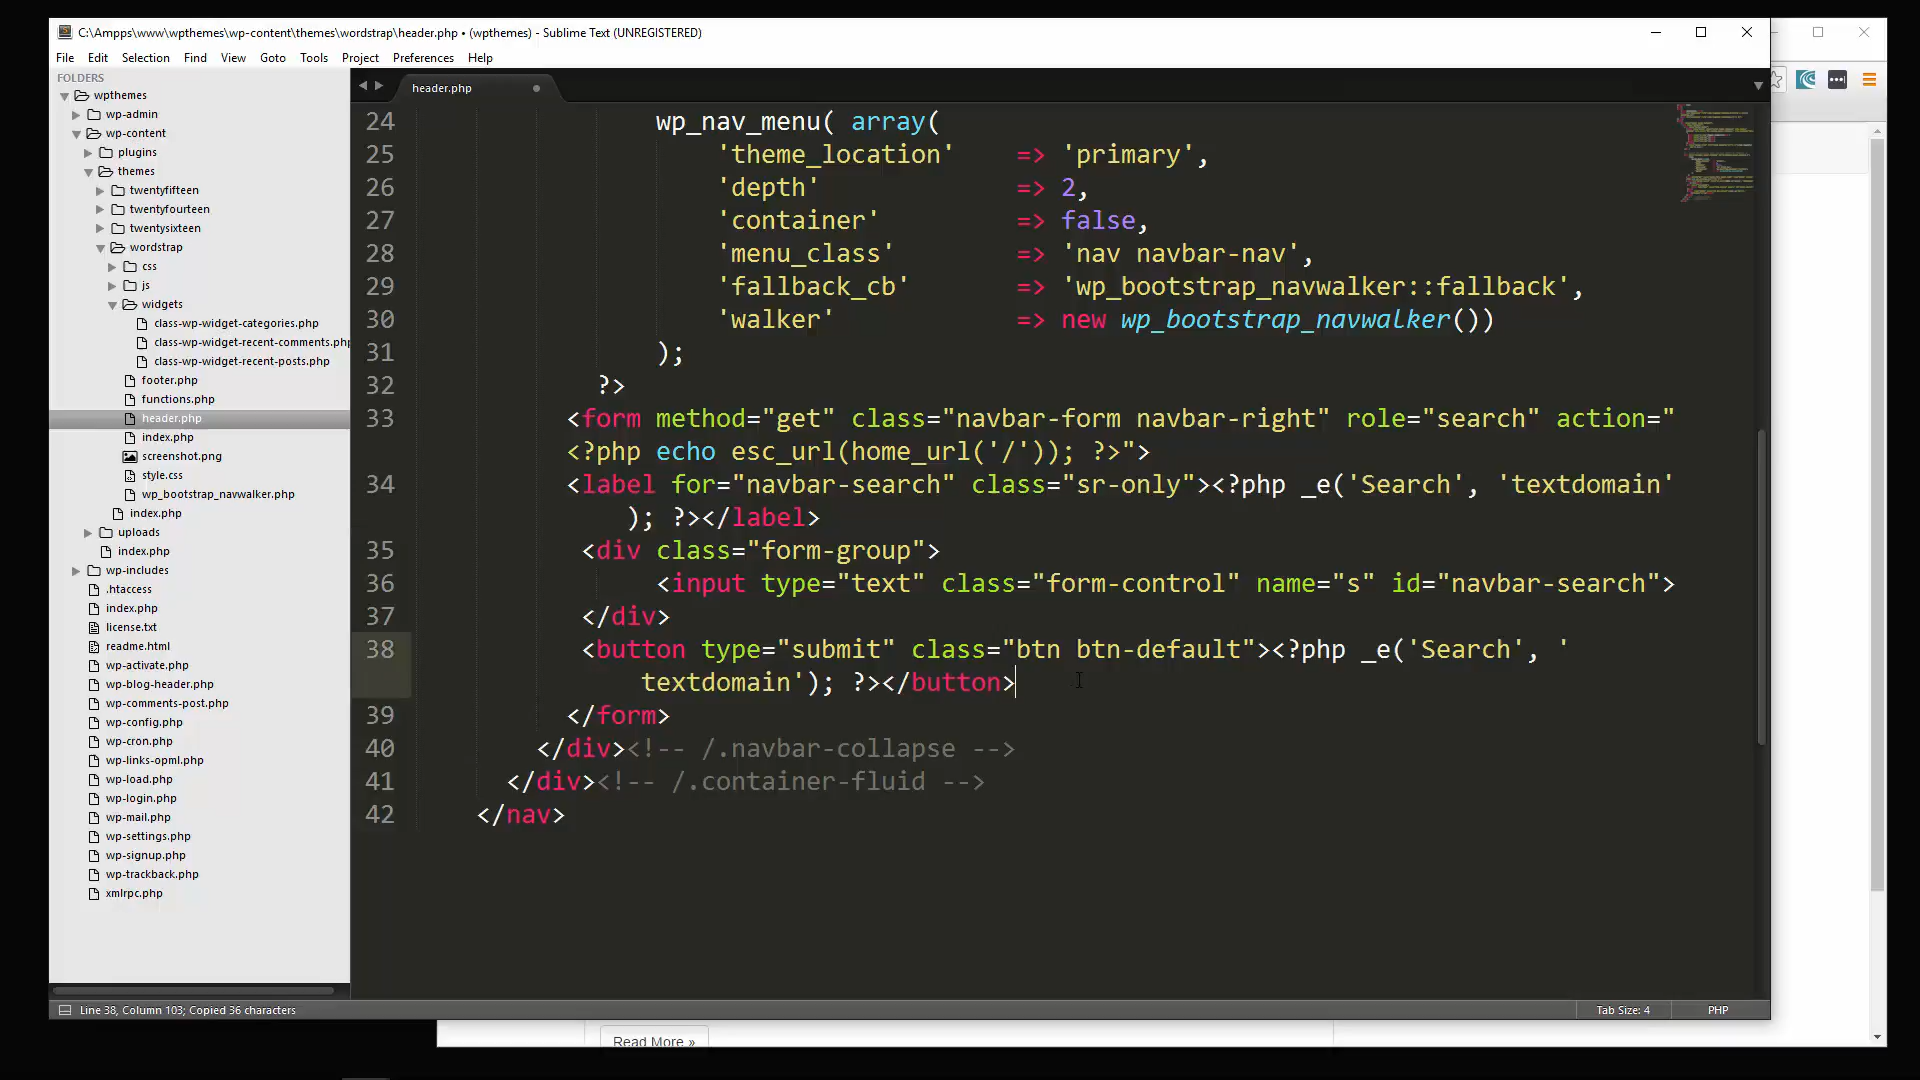 C:\Ampps\www\wpthemes\wp-content\themes\wordstrap\header.php • (wpthemes) - Sublime Text (UNREGISTERED)
File Edit Selection Find View Goto Tools Project Preferences Help
FOLDERS
wpthemes
wp-admin
wp-content
plugins
themes
twentyfifteen
twentyfourteen
twentysixteen
wordstrap
css
js
widgets
class-wp-widget-categories.php
class-wp-widget-recent-comments.php
class-wp-widget-recent-posts.php
footer.php
functions.php
header.php
index.php
screenshot.png
style.css
wp_bootstrap_navwalker.php
index.php
uploads
index.php
wp-includes
.htaccess
index.php
license.txt
readme.html
wp-activate.php
wp-blog-header.php
wp-comments-post.php
wp-config.php
wp-cron.php
wp-links-opml.php
wp-load.php
wp-login.php
wp-mail.php
wp-settings.php
wp-signup.php
wp-trackback.php
xmlrpc.php
header.php
24 wp_nav_menu( array(
25 'theme_location' => 'primary',
26 'depth' => 2,
27 'container' => false,
28 'menu_class' => 'nav navbar-nav',
29 'fallback_cb' => 'wp_bootstrap_navwalker::fallback',
30 'walker' => new wp_bootstrap_navwalker())
31 );
32 ?>
33 <form method="get" class="navbar-form navbar-right" role="search" action="
<?php echo esc_url(home_url('/')); ?>">
34 <label for="navbar-search" class="sr-only"><?php _e('Search', 'textdomain'
); ?></label>
35 <div class="form-group">
36 <input type="text" class="form-control" name="s" id="navbar-search">
37 </div>
38 <button type="submit" class="btn btn-default"><?php _e('Search', '
textdomain'); ?></button>
39 </form>
40 </div><!-- /.navbar-collapse -->
41 </div><!-- /.container-fluid -->
42 </nav>
Line 38, Column 103; Copied 36 characters
Tab Size: 4 PHP
Read More »